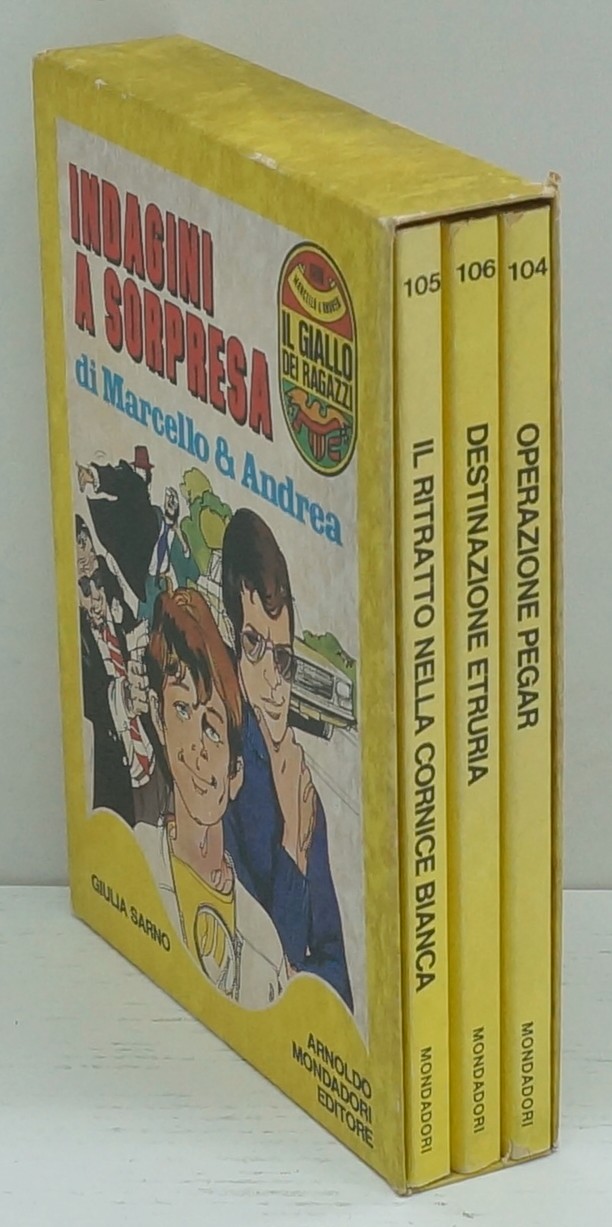 INDAGINI
A SORPRESA
di Marcello & Andrea
IL GIALLO
DEI RAGAZZI
GIULIA SARNO
ARNOLDO
MONDADORI
EDITORE
105
IL RITRATTO NELLA CORNICE BIANCA
MONDADORI
106
DESTINAZIONE ETRURIA
MONDADORI
104
OPERAZIONE PEGAR
MONDADORI